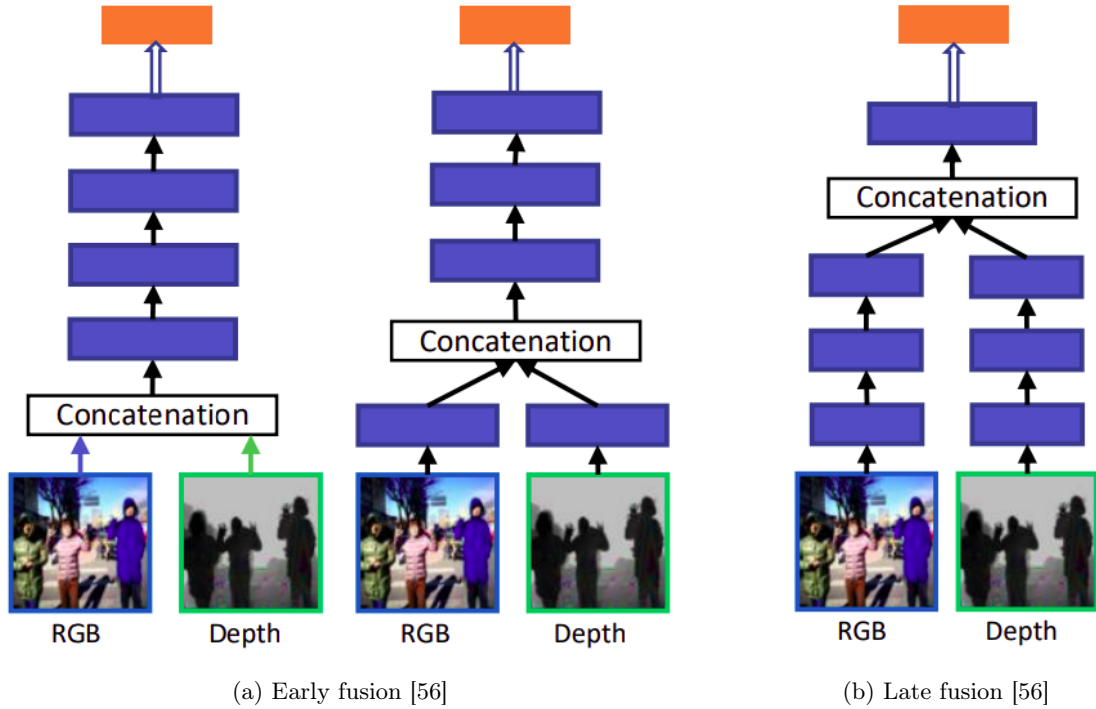 Concatenation
RGB
Depth
Concatenation
RGB
Depth
(a) Early fusion [56]
Concatenation
RGB
Depth
(b) Late fusion [56]